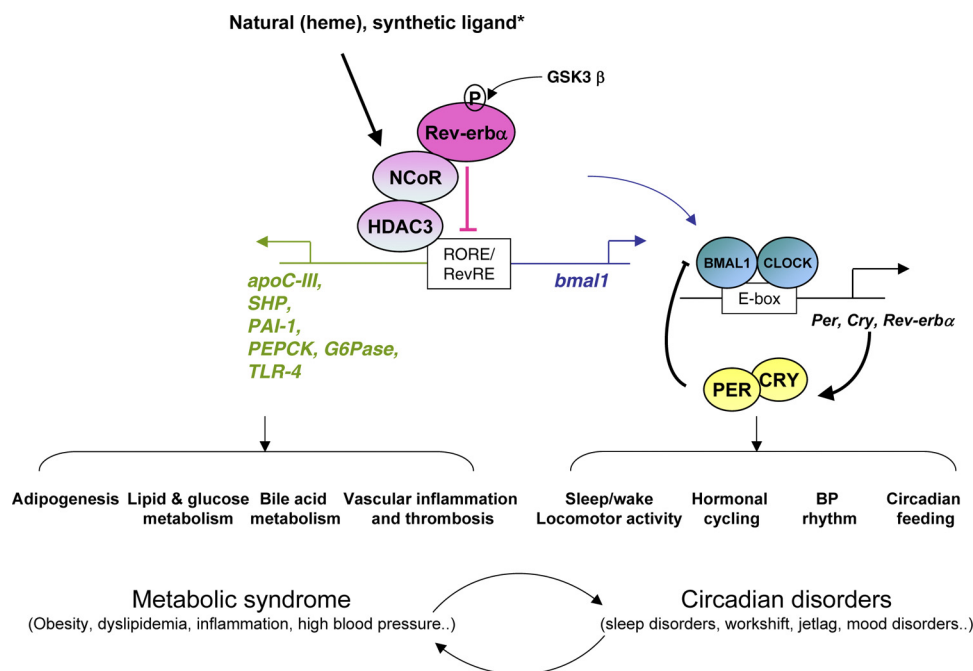 Natural (heme), synthetic ligand*
GSK3 β
P
Rev-erbα
NCoR
HDAC3
RORE/
RevRE
bmal1
apoC-III,
SHP,
PAI-1,
PEPCK, G6Pase,
TLR-4
BMAL1
CLOCK
E-box
Per, Cry, Rev-erbα
PER
CRY
Adipogenesis
Lipid & glucose
metabolism
Bile acid
metabolism
Vascular inflammation
and thrombosis
Sleep/wake
Locomotor activity
Hormonal
cycling
BP
rhythm
Circadian
feeding
Metabolic syndrome
(Obesity, dyslipidemia, inflammation, high blood pressure..)
Circadian disorders
(sleep disorders, workshift, jetlag, mood disorders..)